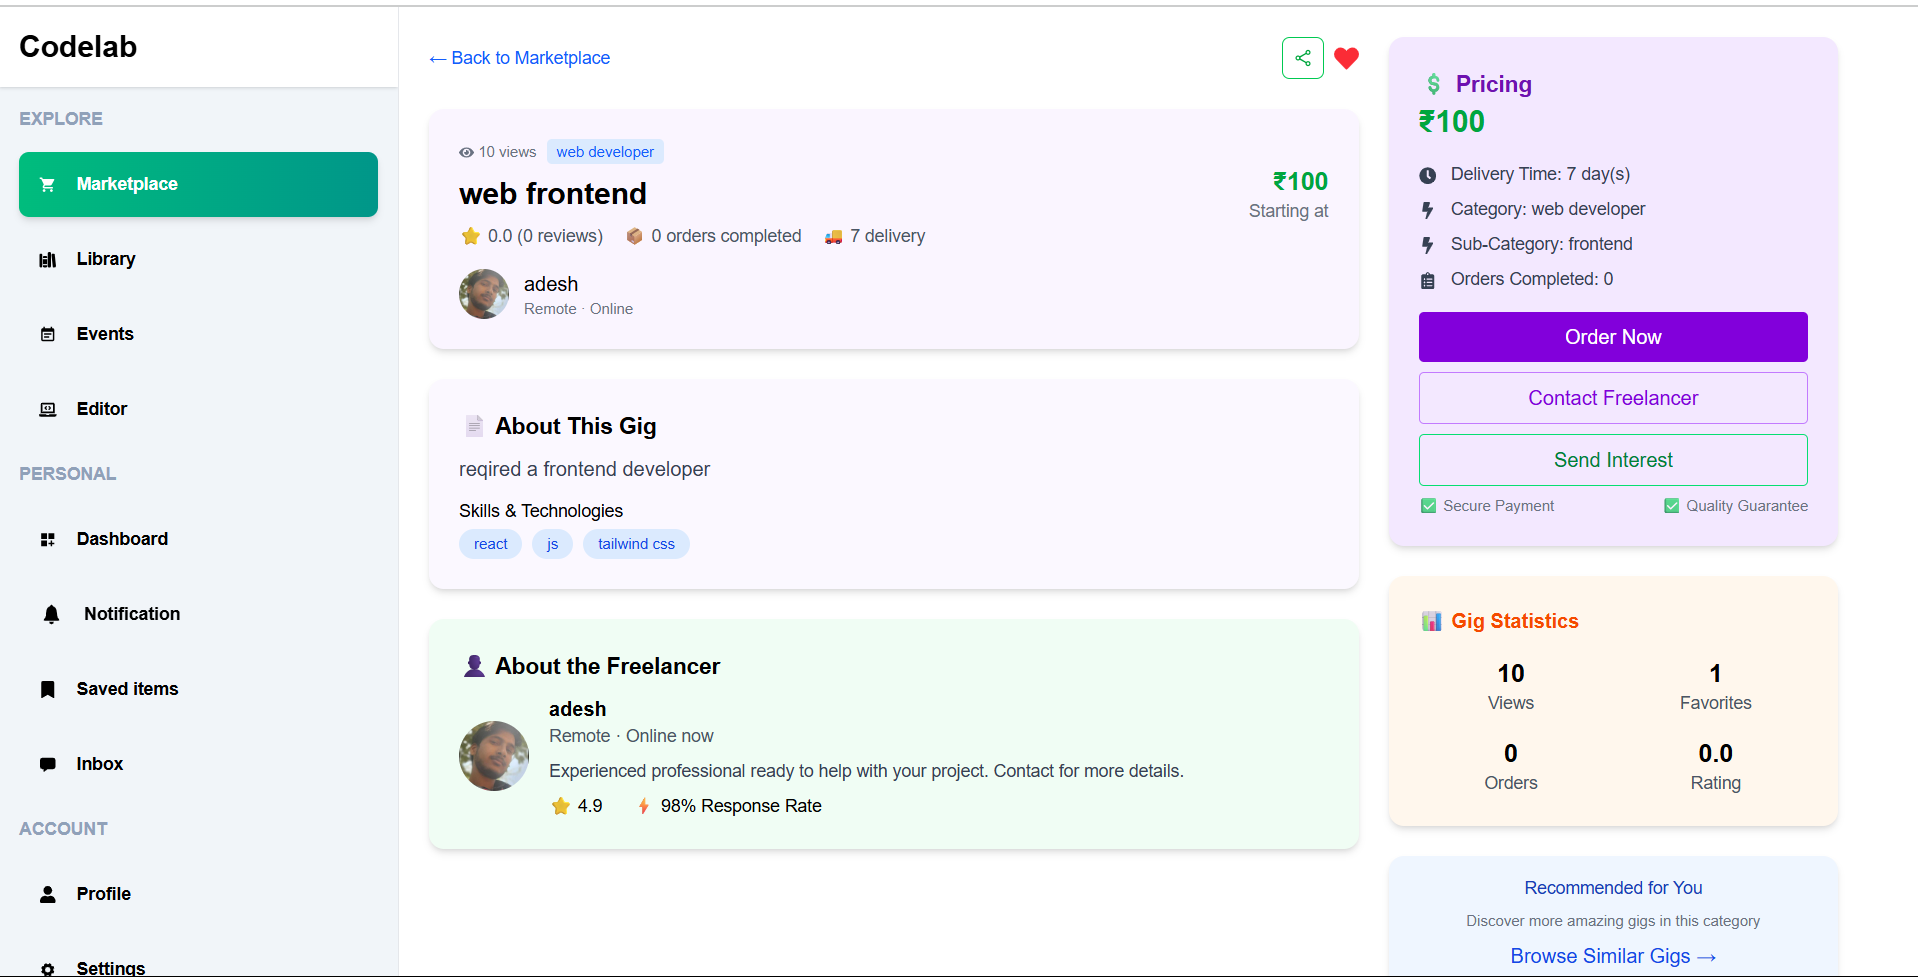 Codelab
EXPLORE
Marketplace
Library
Events
Editor
PERSONAL
Dashboard
Notification
Saved items
Inbox
ACCOUNT
Profile
Settings
← Back to Marketplace
10 views web developer
web frontend
₹100
Starting at
0.0 (0 reviews) 0 orders completed 7 delivery
adesh
Remote · Online
About This Gig
reqired a frontend developer
Skills & Technologies
react js tailwind css
About the Freelancer
adesh
Remote · Online now
Experienced professional ready to help with your project. Contact for more details.
4.9 98% Response Rate
Pricing
₹100
Delivery Time: 7 day(s)
Category: web developer
Sub-Category: frontend
Orders Completed: 0
Order Now
Contact Freelancer
Send Interest
Secure Payment Quality Guarantee
Gig Statistics
10 1
Views Favorites
0 0.0
Orders Rating
Recommended for You
Discover more amazing gigs in this category
Browse Similar Gigs →